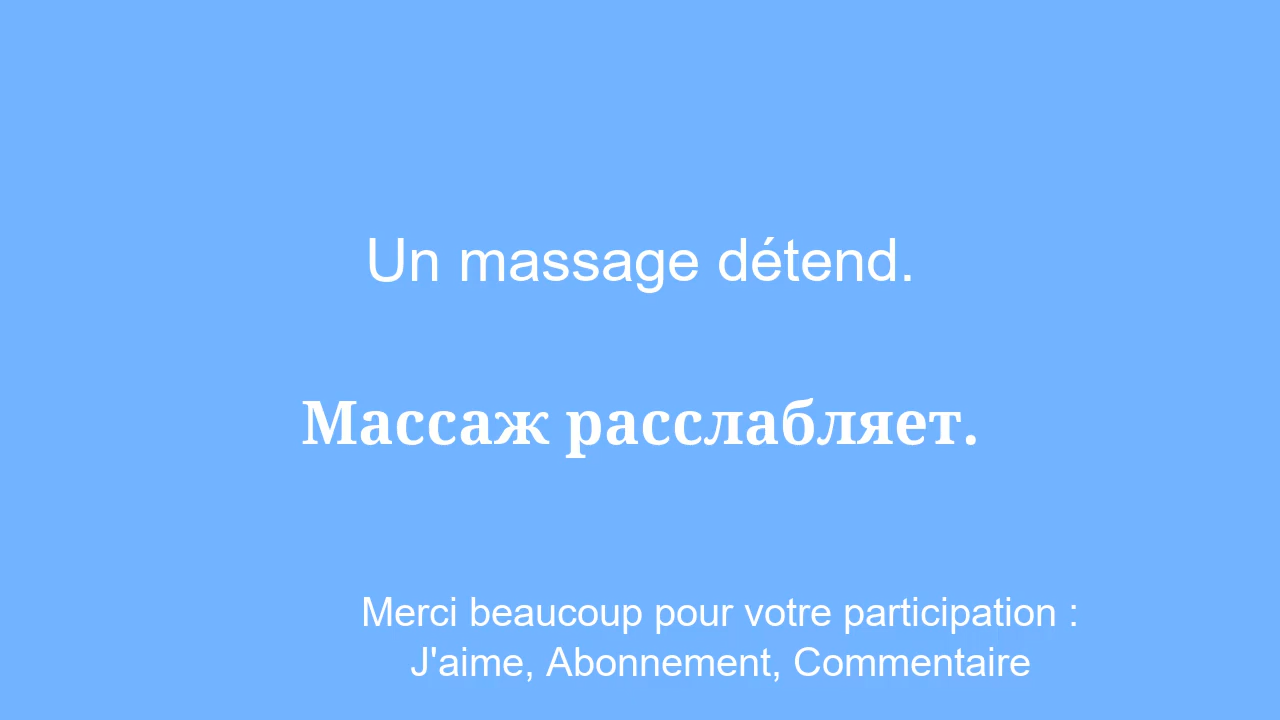 Un massage détend.
Массаж расслабляет.
Merci beaucoup pour votre participation :
J'aime, Abonnement, Commentaire